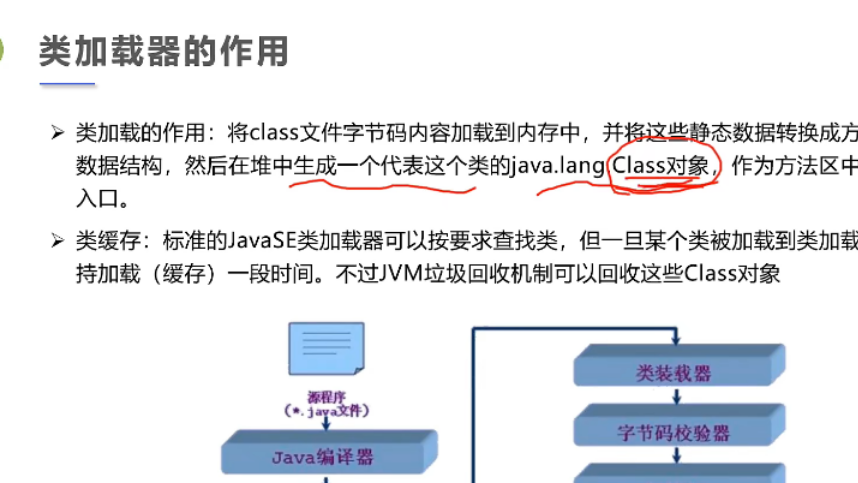 类加载器的作用
类加载的作用：将class文件字节码内容加载到内存中，并将这些静态数据转换成方
数据结构，然后在堆中生成一个代表这个类的java.lang.Class对象，作为方法区中
入口。
类缓存：标准的JavaSE类加载器可以按要求查找类，但一旦某个类被加载到类加载
持加载（缓存）一段时间。不过JVM垃圾回收机制可以回收这些Class对象
源程序
（*.java文件）
Java编译器
类装载器
字节码校验器